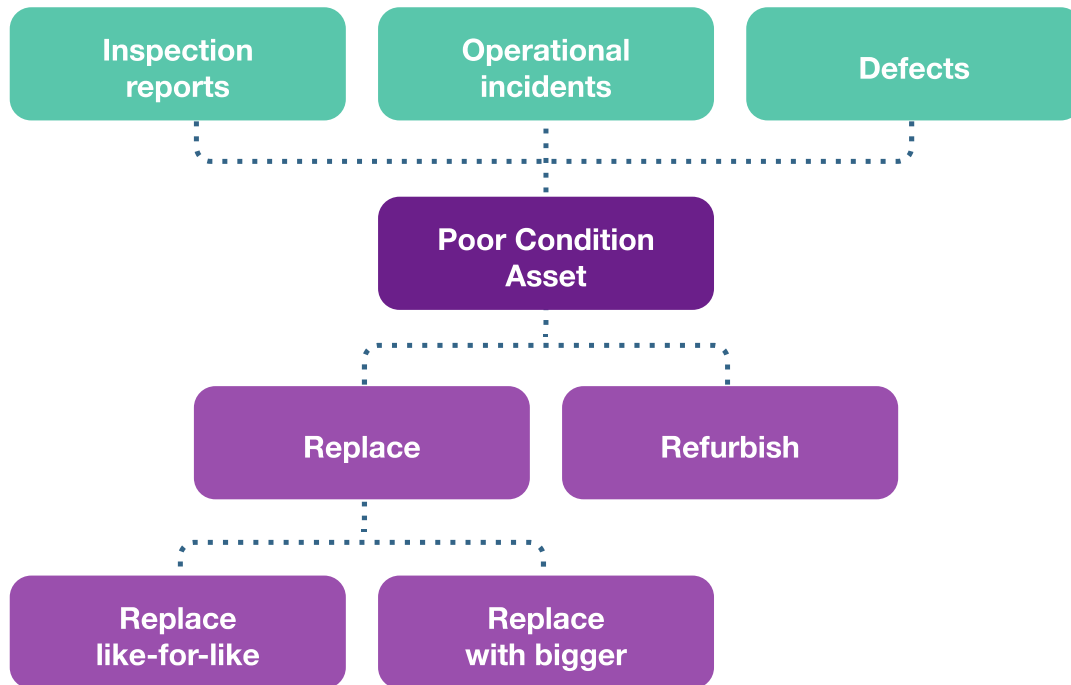 Inspection
reports
Operational
incidents
Defects
Poor Condition
Asset
Replace
Refurbish
Replace
like-for-like
Replace
with bigger